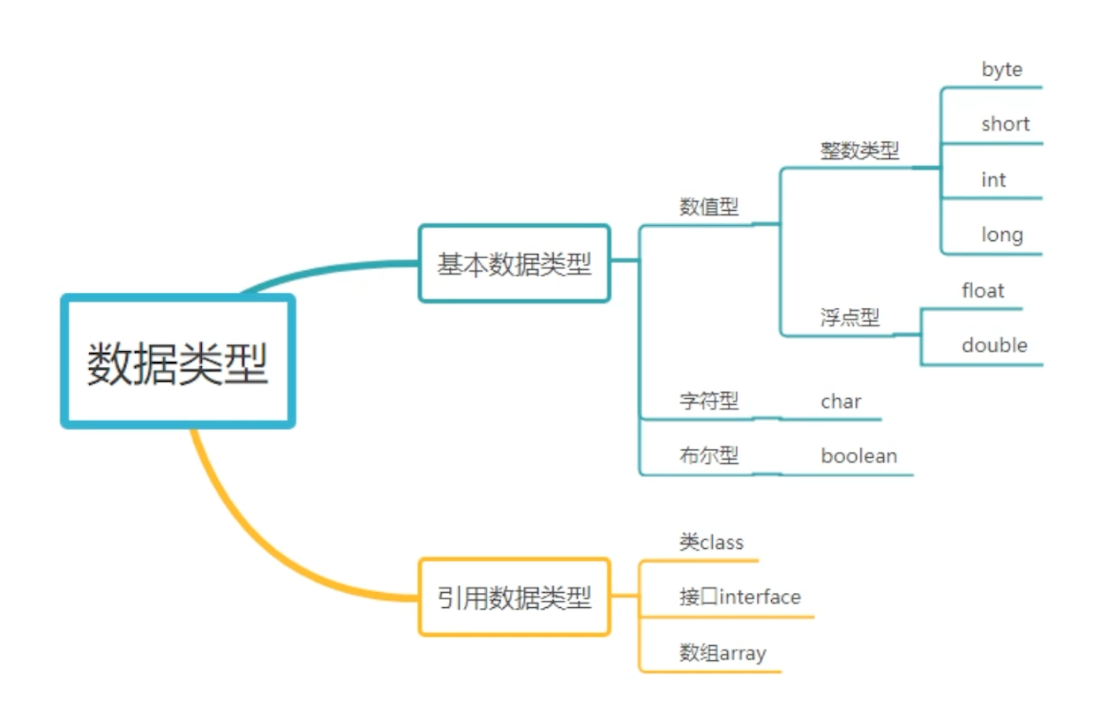 byte
short
整数类型
int
数值型
long
基本数据类型
float
浮点型
double
数据类型
字符型
char
布尔型
boolean
类class
引用数据类型
接口interface
数组array